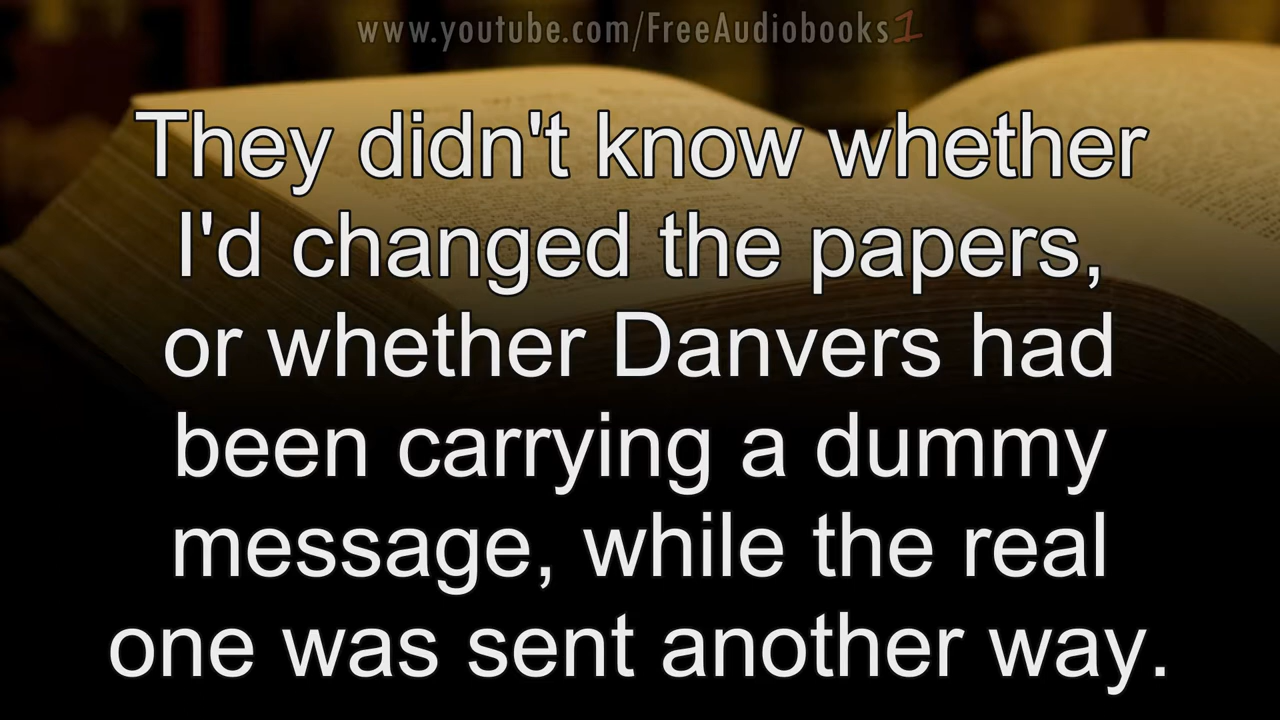 www.youtube.com/FreeAudiobooks1
They didn't know whether
I'd changed the papers,
or whether Danvers had
been carrying a dummy
message, while the real
one was sent another way.